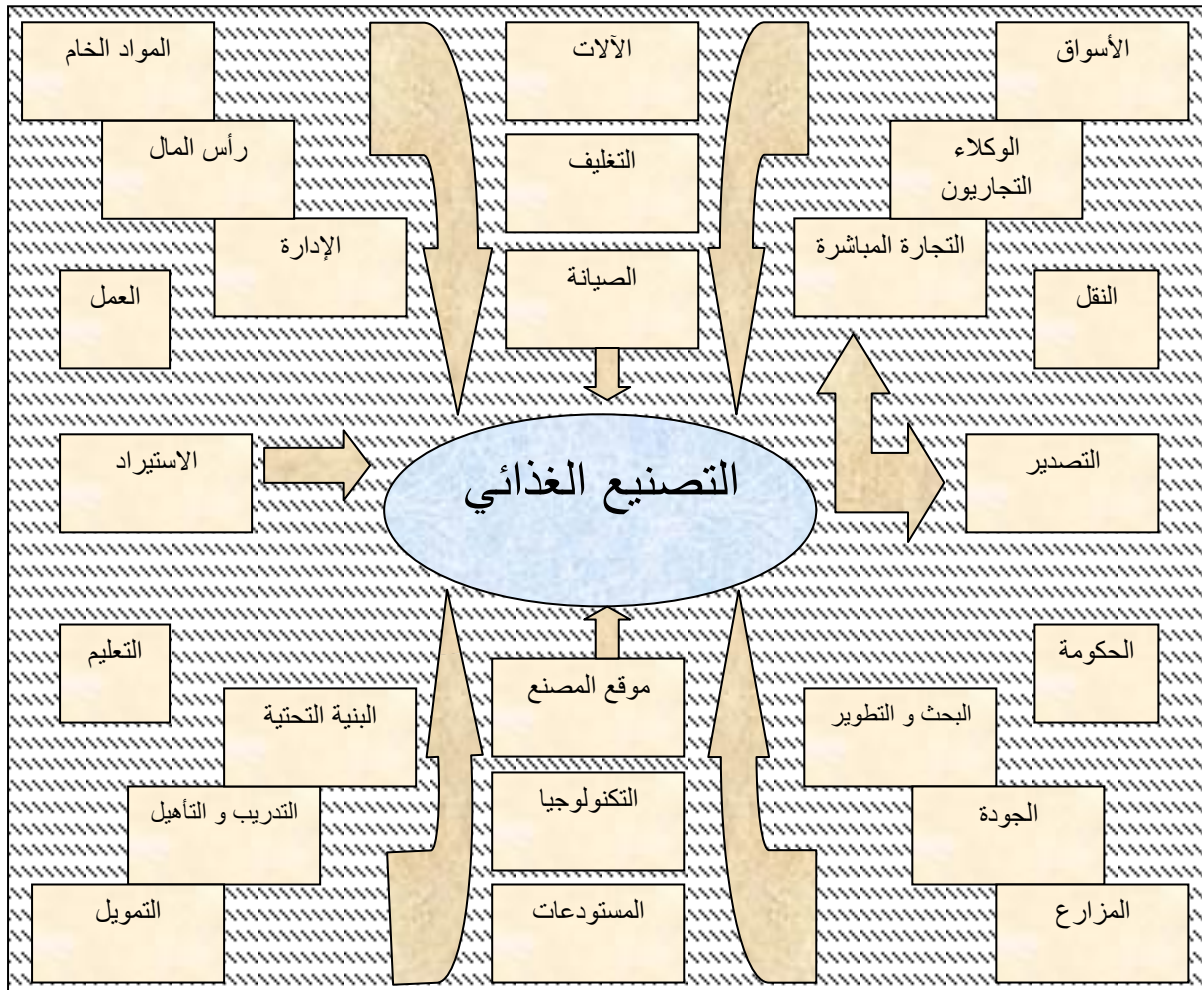 الأسواق
الآلات
المواد الخام
الوكلاء
التجاريون
التغليف
رأس المال
التجارة المباشرة
الصيانة
الإدارة
النقل
العمل
التصدير
التصنيع الغذائي
الاستيراد
الحكومة
موقع المصنع
التعليم
البحث و التطوير
البنية التحتية
الجودة
التكنولوجيا
التدريب و التأهيل
المزارع
المستودعات
التمويل